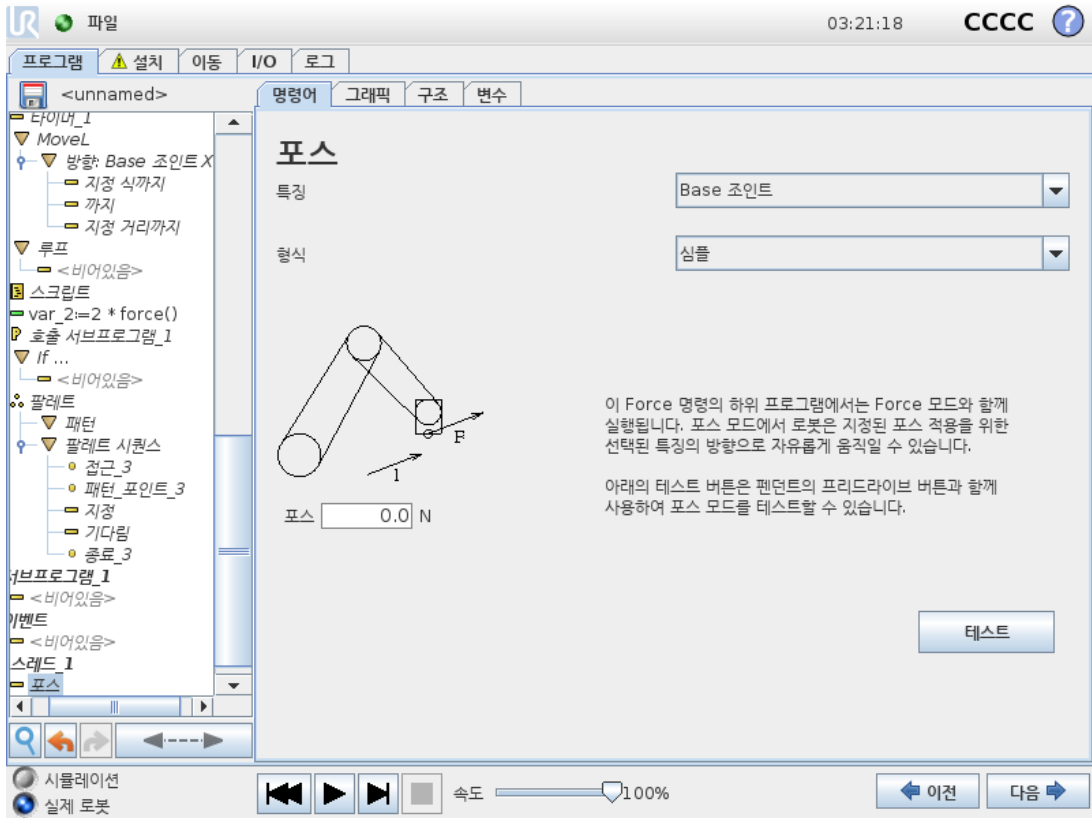 UR 파일 03:21:18 CCCC ?
프로그램 설치 이동 I/O 로그
<unnamed>
명령어 그래픽 구조 변수
타이머_1
MoveL
방향: Base 조인트 X
지정 식까지
까지
지정 거리까지
루프
<비어있음>
스크립트
var_2:=2 * force()
P 호출 서브프로그램_1
If ...
<비어있음>
팔레트
패턴
팔레트 시퀀스
접근_3
패턴_포인트_3
지정
기다림
종료_3
서브프로그램_1
<비어있음>
이벤트
<비어있음>
스레드_1
포스
포스
특징 Base 조인트
형식 심플
F
1
포스 0.0 N
이 Force 명령의 하위 프로그램에서는 Force 모드와 함께
실행됩니다. 포스 모드에서 로봇은 지정된 포스 적용을 위한
선택된 특징의 방향으로 자유롭게 움직일 수 있습니다.
아래의 테스트 버튼은 펜던트의 프리드라이브 버튼과 함께
사용하여 포스 모드를 테스트할 수 있습니다.
테스트
시뮬레이션
실제 로봇
속도 100%
이전 다음